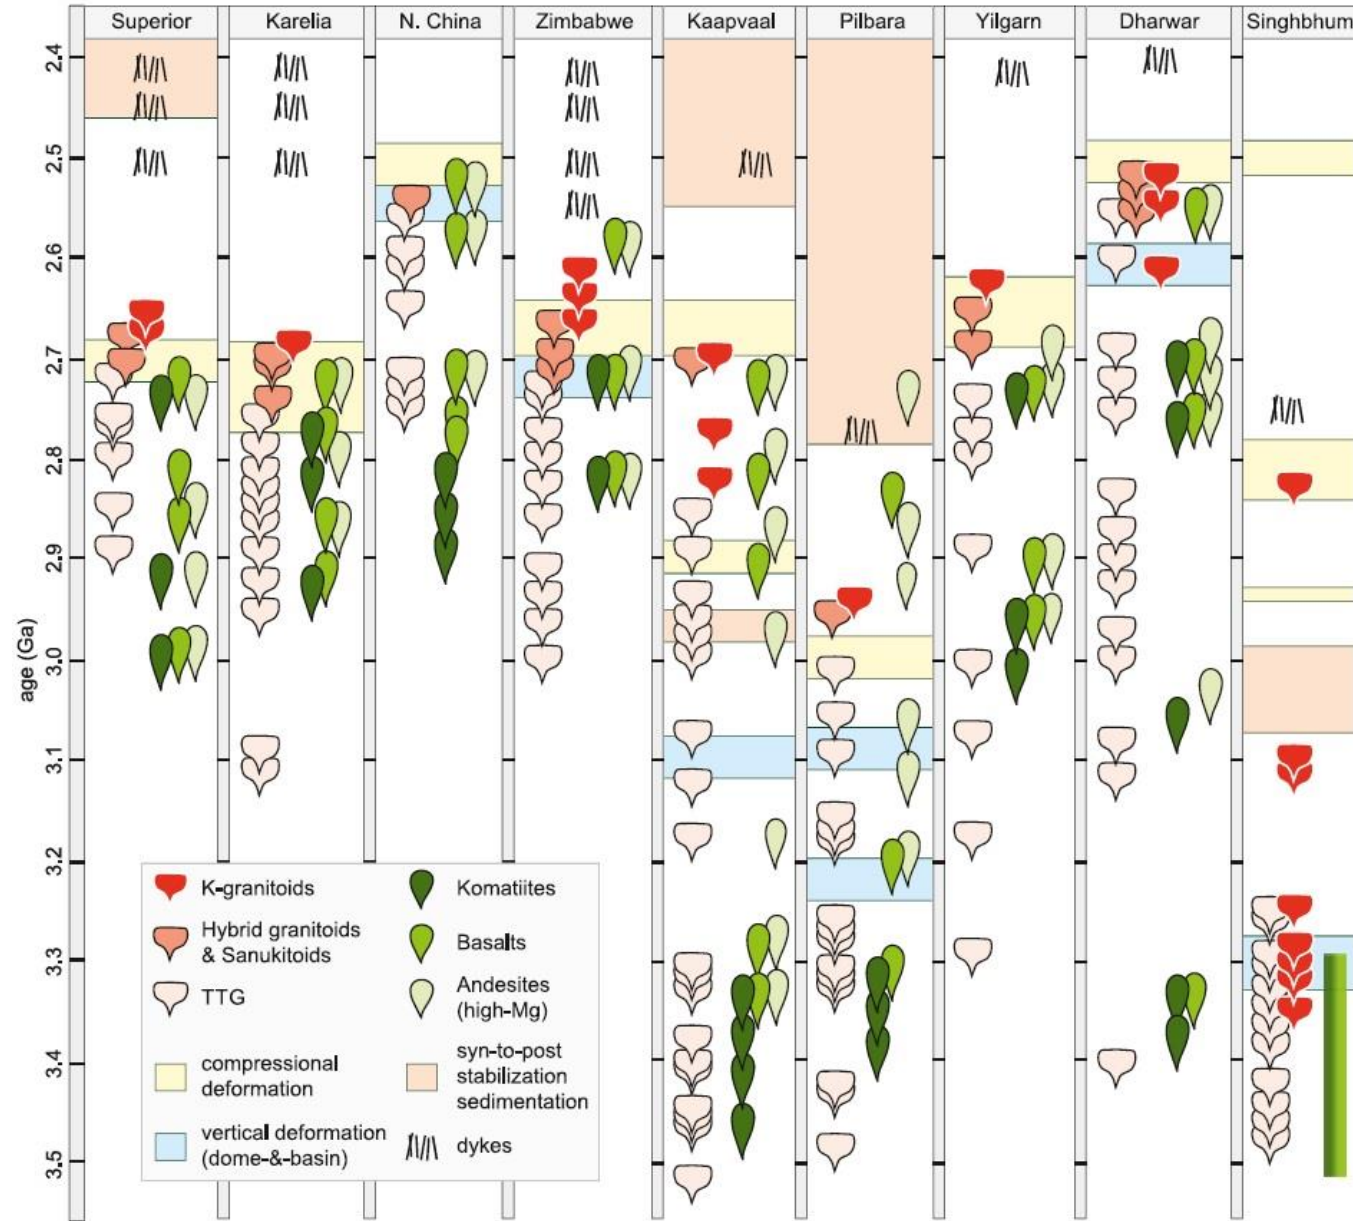 Superior
Karelia
N. China
Zimbabwe
Kaapvaal
Pilbara
Yilgarn
Dharwar
Singhbhum
age (Ga)
2.4
2.5
2.6
2.7
2.8
2.9
3.0
3.1
3.2
3.3
3.4
3.5
K-granitoids
Hybrid granitoids
& Sanukitoids
TTG
compressional
deformation
vertical deformation
(dome-&-basin)
Komatiites
Basalts
Andesites
(high-Mg)
syn-to-post
stabilization
sedimentation
dykes